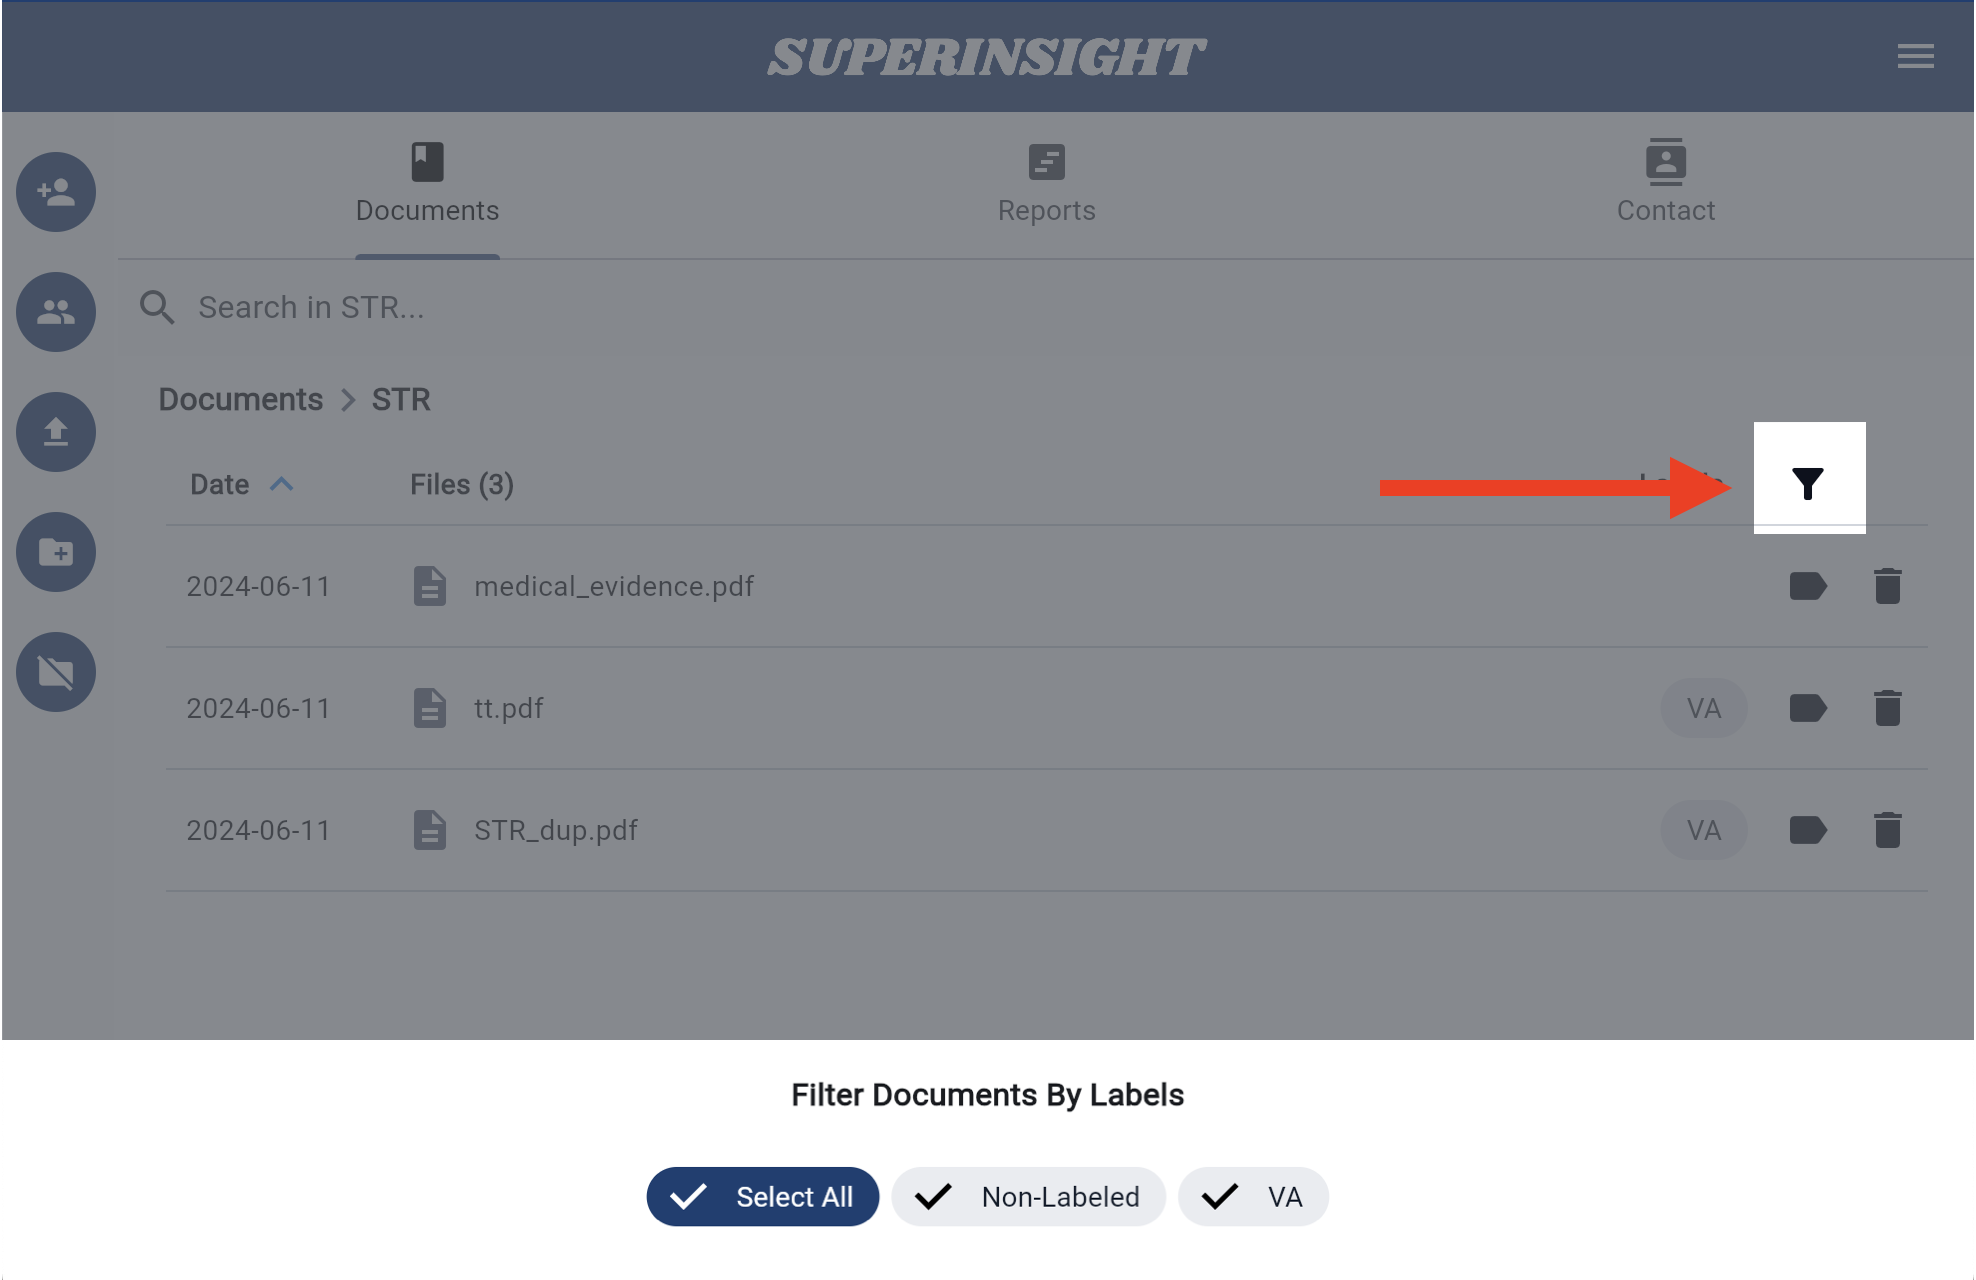 SUPERINSIGHT
Documents
Reports
Contact
Search in STR...
Documents > STR
Date Files (3)
2024-06-11 medical_evidence.pdf
2024-06-11 tt.pdf VA
2024-06-11 STR_dup.pdf VA
Filter Documents By Labels
Select All Non-Labeled VA